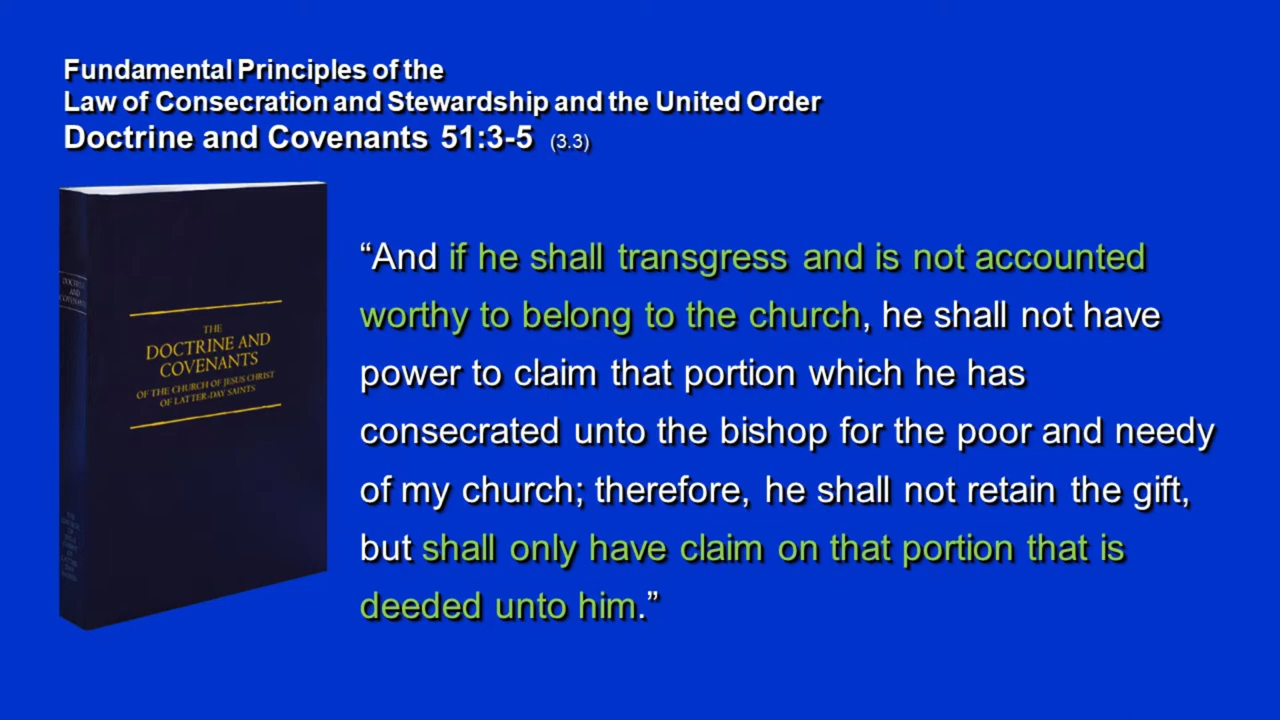 Fundamental Principles of the
Law of Consecration and Stewardship and the United Order
Doctrine and Covenants 51:3-5 (3.3)
DOCTRINE
AND
COVENANTS
THE
DOCTRINE AND
COVENANTS
OF THE CHURCH OF JESUS CHRIST
OF LATTER-DAY SAINTS
“And if he shall transgress and is not accounted
worthy to belong to the church, he shall not have
power to claim that portion which he has
consecrated unto the bishop for the poor and needy
of my church; therefore, he shall not retain the gift,
but shall only have claim on that portion that is
deeded unto him.”